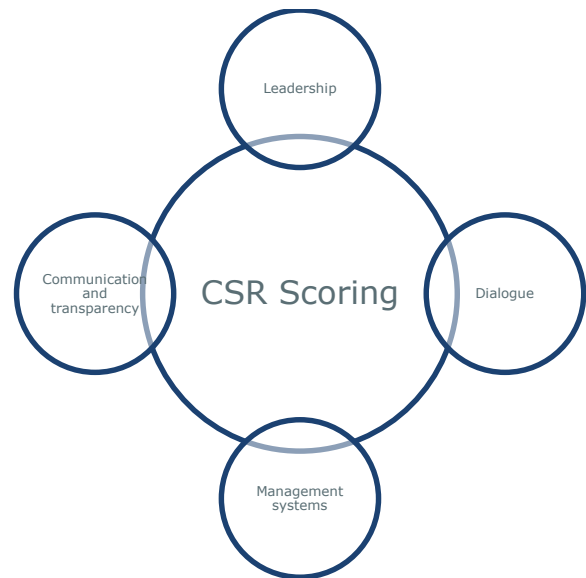 Leadership
Communication
and
transparency
CSR Scoring
Dialogue
Management
systems